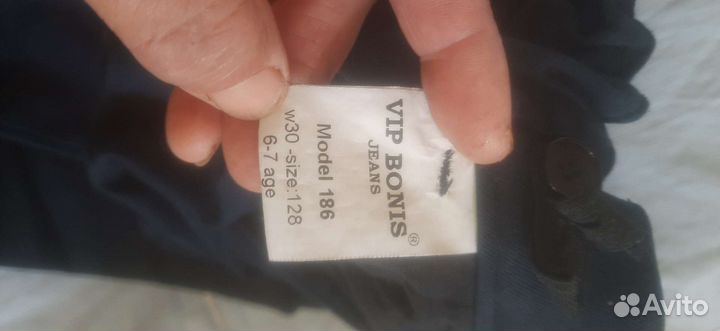 VIP BONIS®
JEANS
Model 186
w30 -size:128
6-7 age
Avito